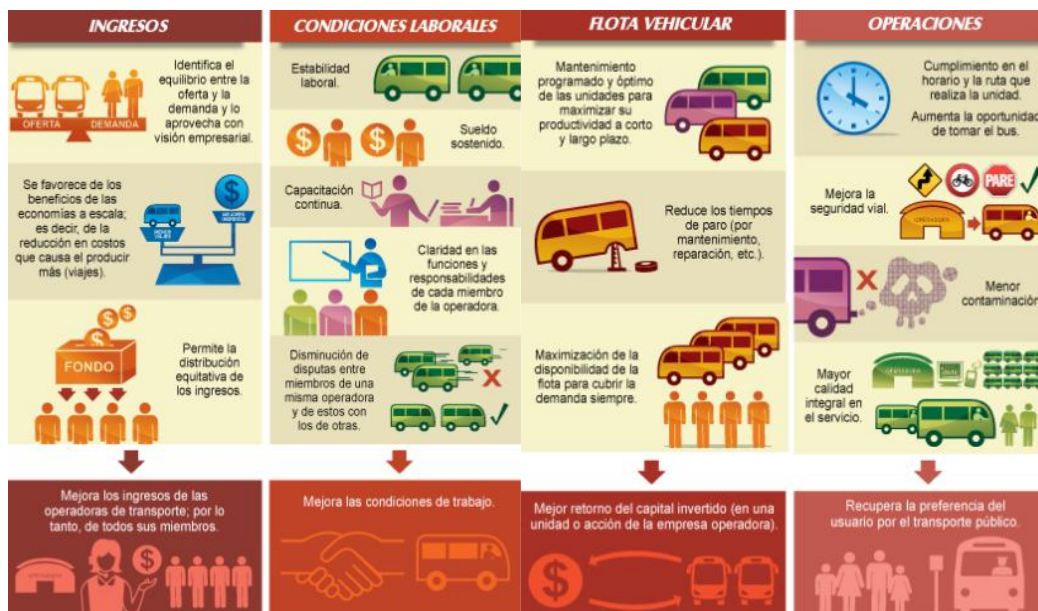 INGRESOS
Identifica el
equilibrio entre la
oferta y la
demanda y lo
aprovecha con
visión empresarial.
OFERTA
DEMANDA
Se favorece de los
beneficios de las
economías a escala;
es decir, de la
reducción en costos
que causa el producir
más (viajes).
FONDO
Permite la
distribución
equitativa de
los ingresos.
Mejora los ingresos de las
operadoras de transporte; por lo
tanto, de todos sus miembros.
CONDICIONES LABORALES
Estabilidad
laboral.
Sueldo
sostenido.
Capacitación
continua.
Claridad en las
funciones y
responsabilidades
de cada miembro
de la operadora.
Disminución de
disputas entre
miembros de una
misma operadora
y de estos con
los de otras.
Mejora las condiciones de trabajo.
FLOTA VEHICULAR
Mantenimiento
programado y óptimo
de las unidades para
maximizar su
productividad a corto
y largo plazo.
Reduce los tiempos
de paro (por
mantenimiento,
reparación, etc.).
Maximización de la
disponibilidad de la
flota para cubrir la
demanda siempre.
Mejor retorno del capital invertido (en una
unidad o acción de la empresa operadora).
OPERACIONES
Cumplimiento en el
horario y la ruta que
realiza la unidad.
Aumenta la oportunidad
de tomar el bus.
Mejora la
seguridad vial.
PARE
OPERADORA
Menor
contaminación.
Mayor
calidad
integral en
el servicio.
OPERADORA
Recupera la preferencia del
usuario por el transporte público.